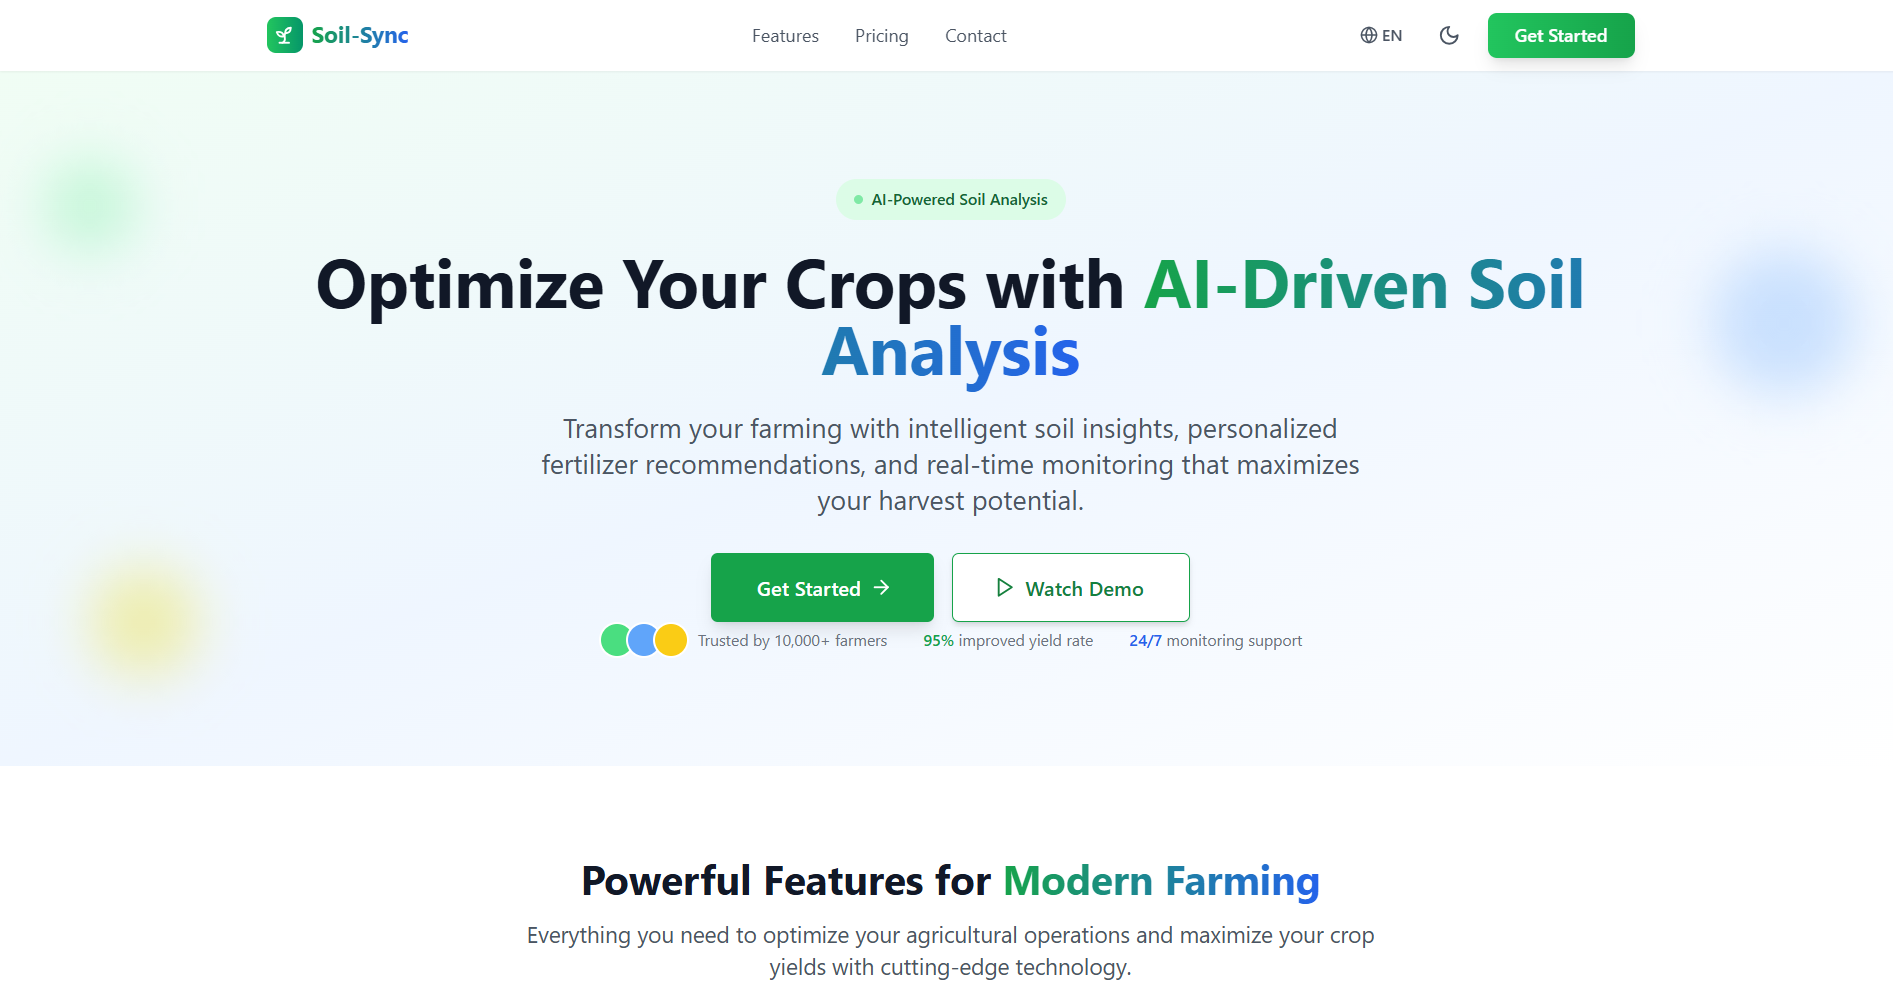 Soil-Sync
Features
Pricing
Contact
EN
Get Started
AI-Powered Soil Analysis
Optimize Your Crops with AI-Driven Soil
Analysis
Transform your farming with intelligent soil insights, personalized
fertilizer recommendations, and real-time monitoring that maximizes
your harvest potential.
Get Started
Watch Demo
Trusted by 10,000+ farmers
95% improved yield rate
24/7 monitoring support
Powerful Features for Modern Farming
Everything you need to optimize your agricultural operations and maximize your crop
yields with cutting-edge technology.